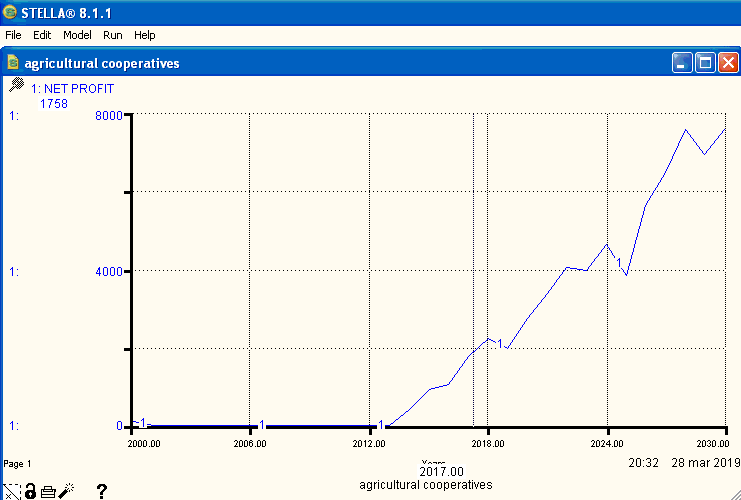 STELLA® 8.1.1
File Edit Model Run Help
agricultural cooperatives
1: NET PROFIT
1758
1: 8000
1: 4000
1: 0
1 1 1 1 1
2000.00 2006.00 2012.00 2018.00 2024.00 2030.00
Page 1 Years 20:32 28 mar 2019
2017.00
agricultural cooperatives
?